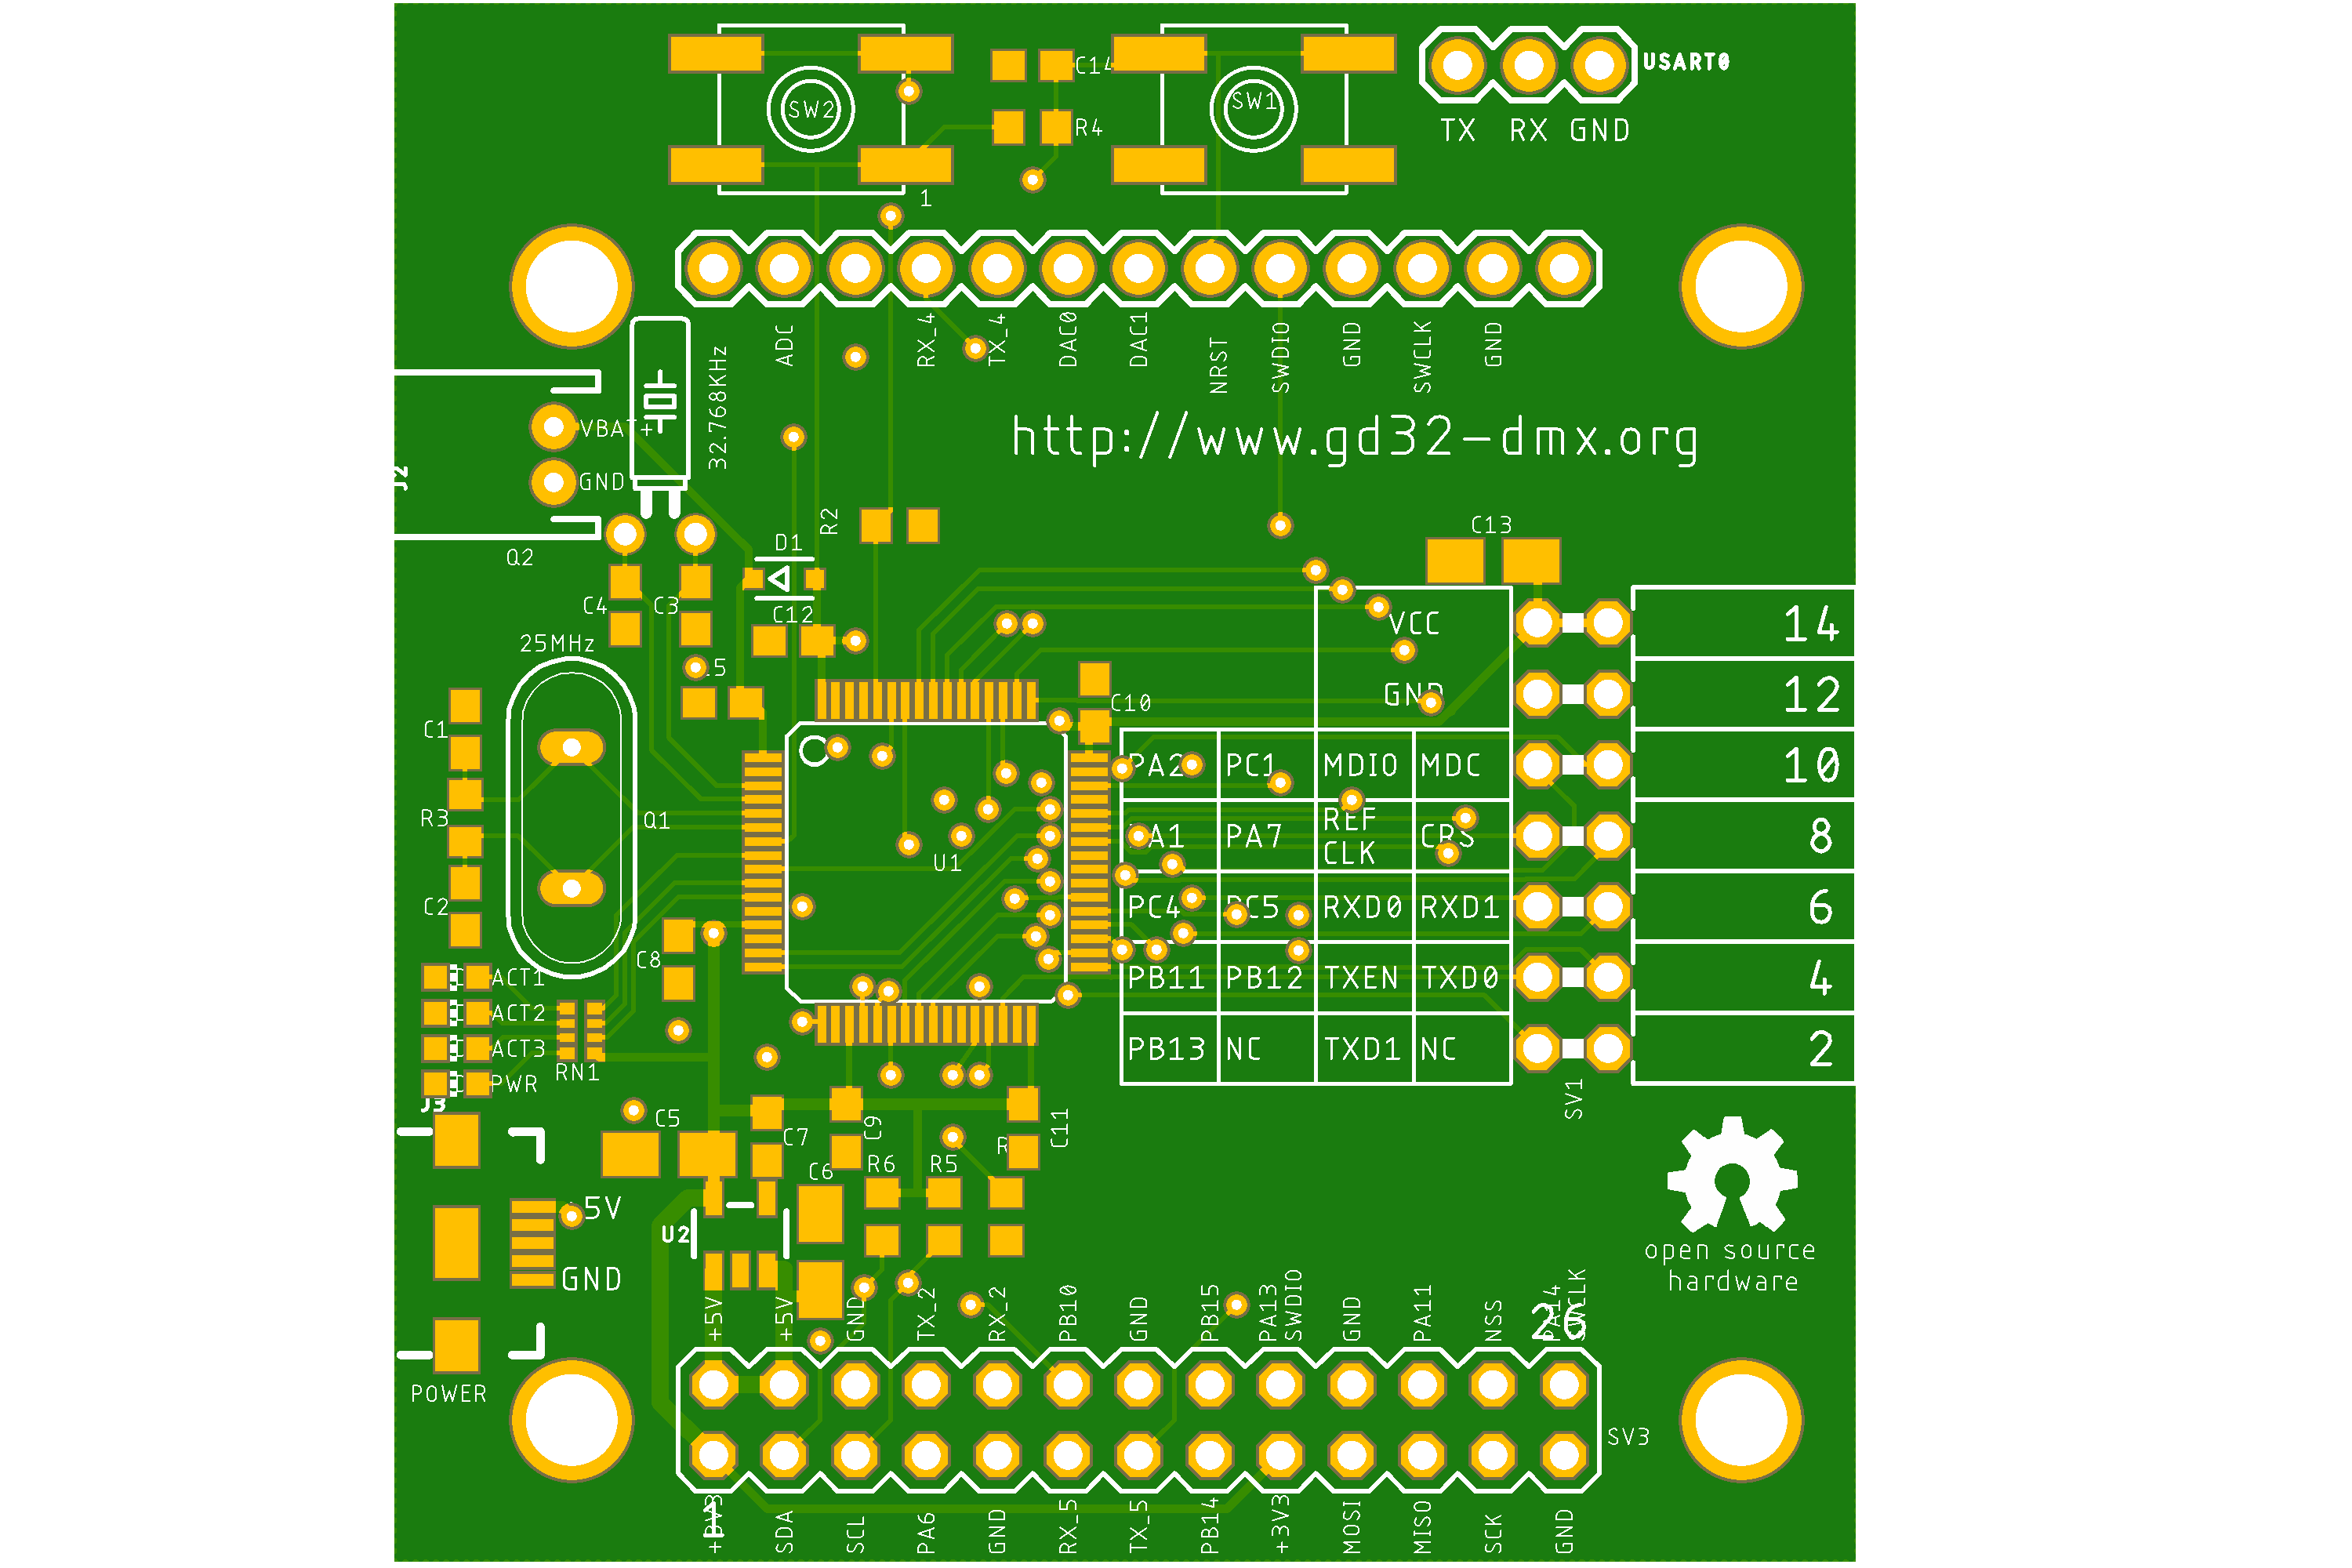 SW2
C14
R4
SW1
USART0
TX RX GND
1
ADC
RX_4
TX_4
DAC0
DAC1
NRST
SWDIO
GND
SWCLK
GND
http://www.gd32-dmx.org
32.768KHz
VBAT+
J2
GND
Q2
R2
D1
C13
C4
C3
C12
25MHz
C10
C1
R3
Q1
U1
C2
C8
VCC
GND
PA2 PC1 MDIO MDC
PA1 PA7 REF CLK CRS
PC4 PC5 RXD0 RXD1
PB11 PB12 TXEN TXD0
PB13 NC TXD1 NC
14
12
10
8
6
4
2
SV1
ACT1
ACT2
ACT3
PWR
RN1
J3
C5
C7
C9
C11
C6
R6
R5
+5V
U2
GND
POWER
open source
hardware
+5V
+5V
GND
TX_2
RX_2
PB10
GND
PB15
PA13
SWDIO
GND
PA11
NSS
PA14
SWCLK
26
SV3
1
+3V3
SDA
SCL
PA6
GND
RX_5
TX_5
PB14
+3V3
MOSI
MISO
SCK
GND